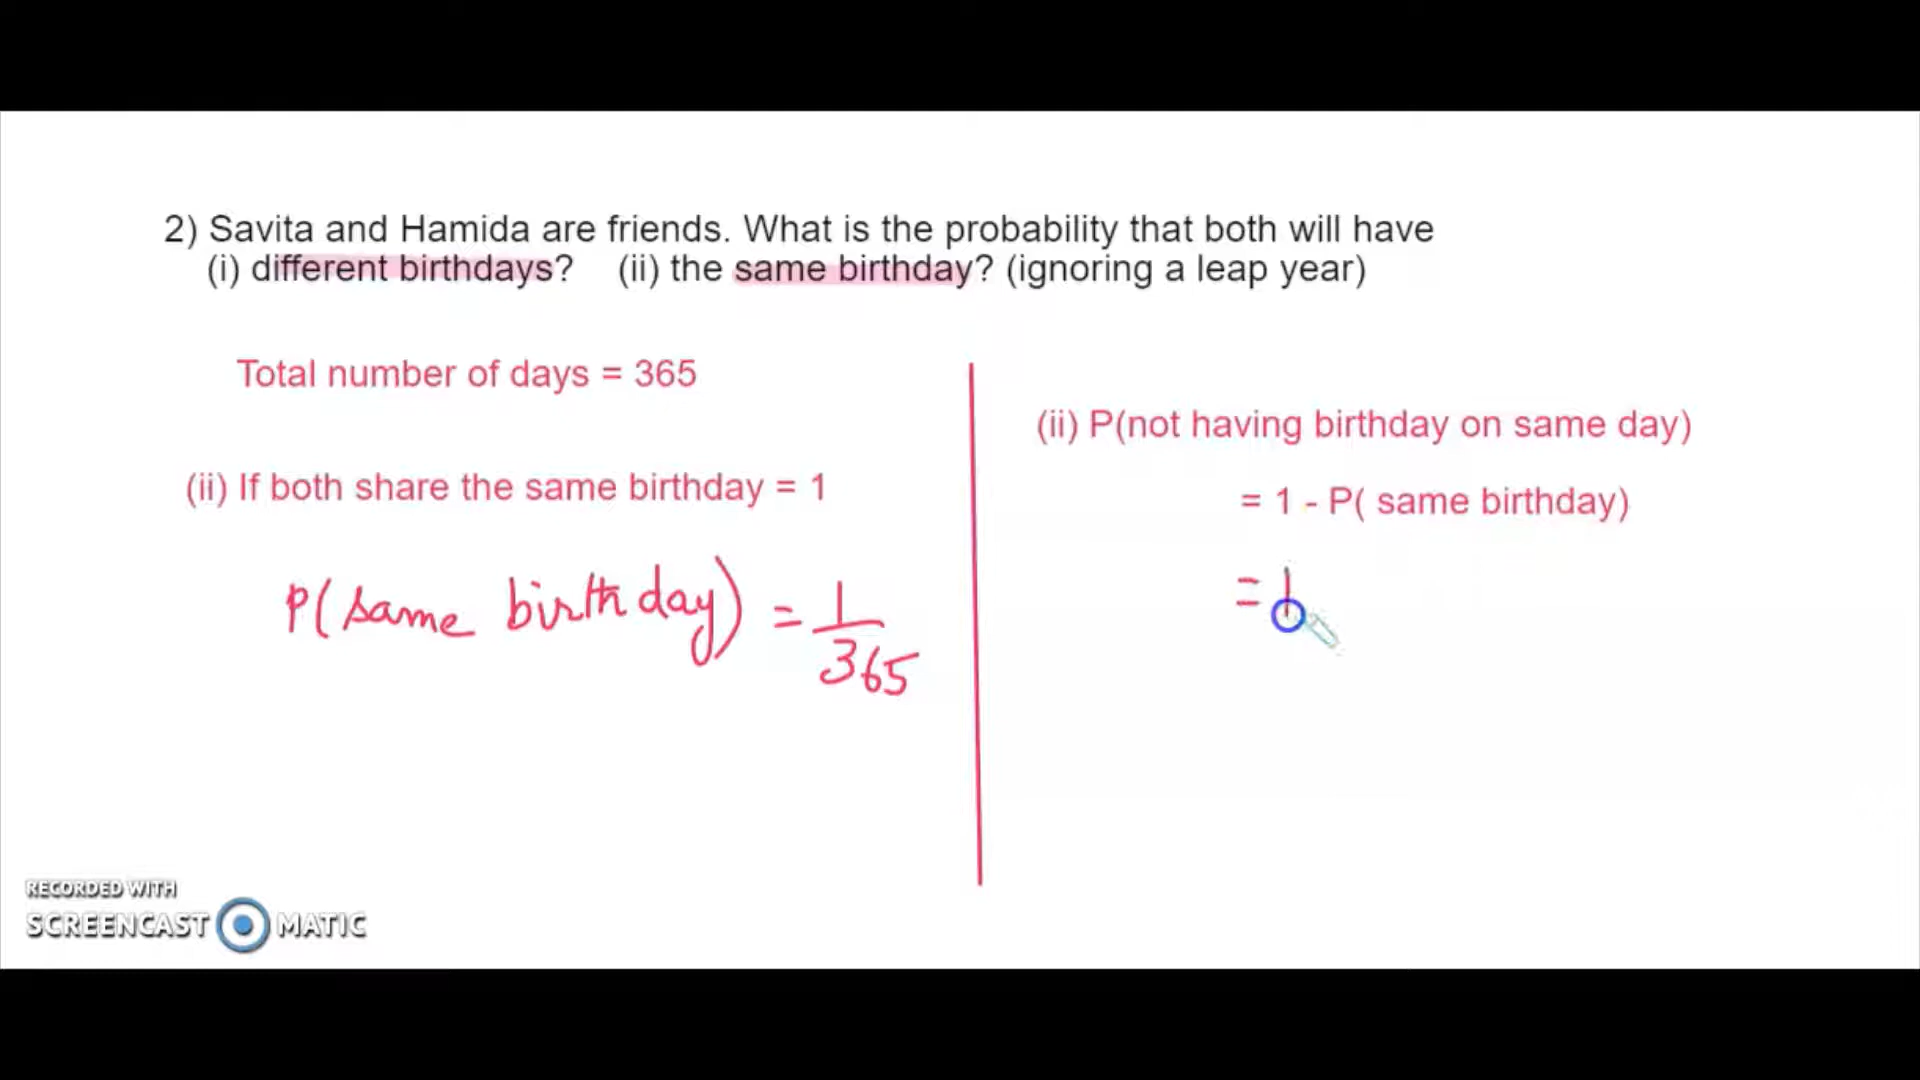 2) Savita and Hamida are friends. What is the probability that both will have
(i) different birthdays? (ii) the same birthday? (ignoring a leap year)
Total number of days = 365
(ii) If both share the same birthday = 1
P(same birthday) = 1/365
(ii) P(not having birthday on same day)
= 1 - P( same birthday)
= 1
RECORDED WITH
SCREENCAST MATIC